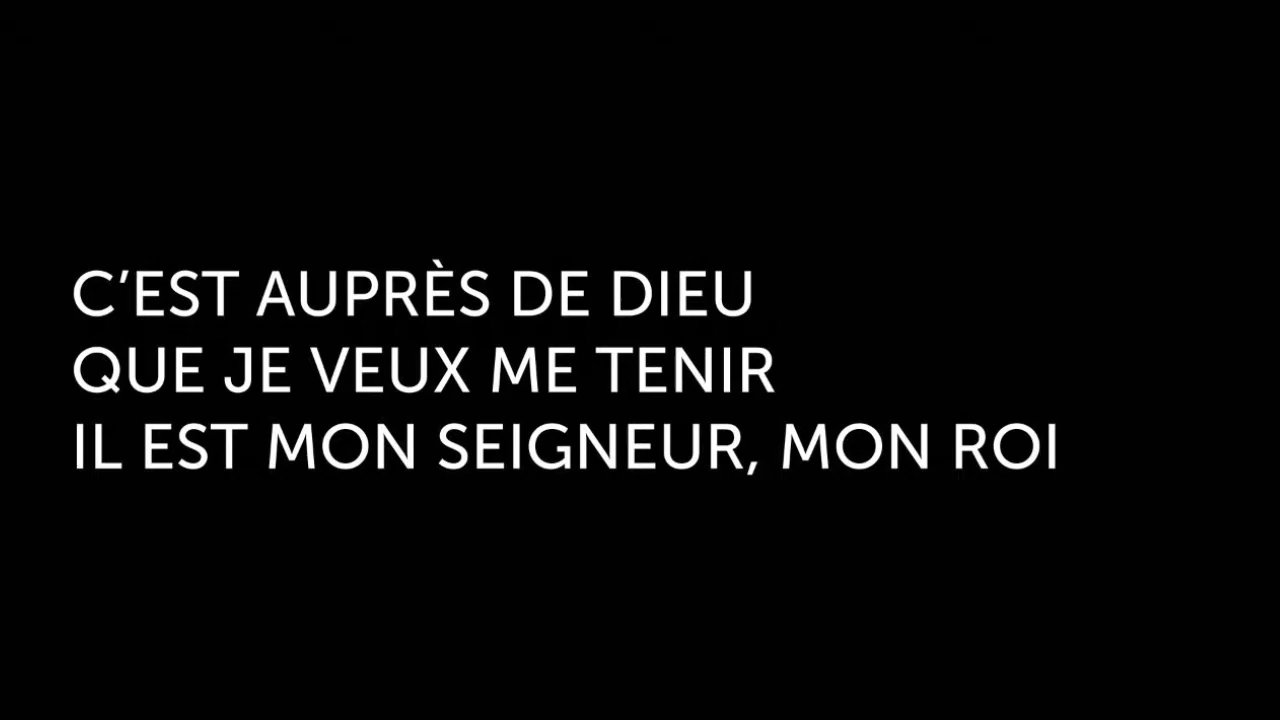 C’EST AUPRÈS DE DIEU
QUE JE VEUX ME TENIR
IL EST MON SEIGNEUR, MON ROI